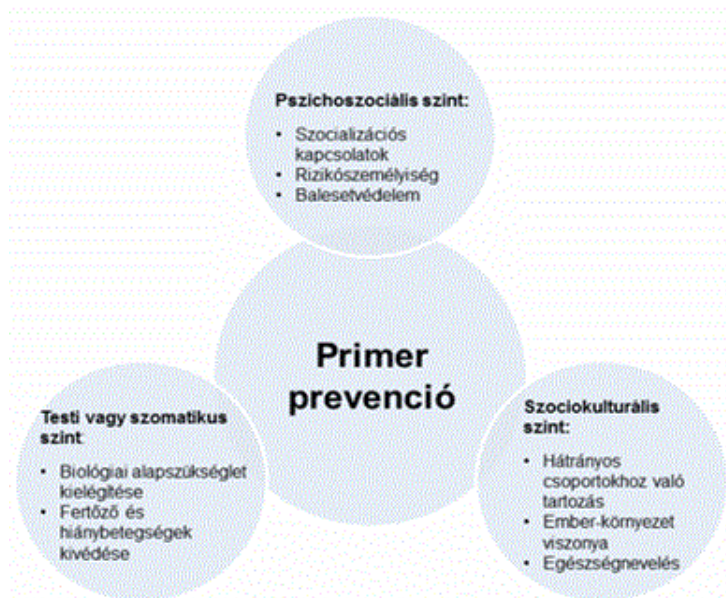 Pszichoszociális szint:
• Szocializációs
kapcsolatok
• Rizikószemélyiség
• Balesetvédelem
Primer
prevenció
Testi vagy szomatikus
szint
• Biológiai alapszükséglet
kielégítése
• Fertőző és
hiánybetegségek
kivédése
Szociokulturális
szint:
• Hátrányos
csoportokhoz való
tartozás
• Ember-környezet
viszonya
• Egészségnevelés